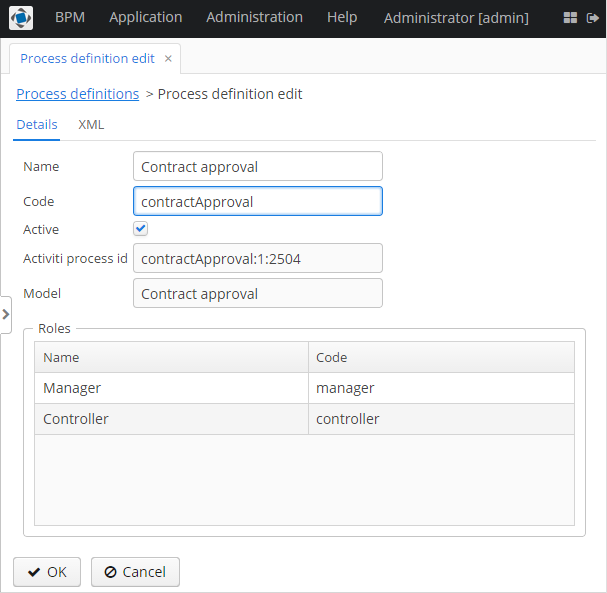 BPM Application Administration Help Administrator [admin]
Process definition edit ×
Process definitions > Process definition edit
Details XML
Name Contract approval
Code contractApproval
Active
Activiti process id contractApproval:1:2504
Model Contract approval
Roles
Name Code
Manager manager
Controller controller
OK Cancel